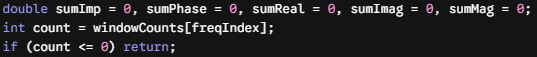 double sumImp = 0, sumPhase = 0, sumReal = 0, sumImag = 0, sumMag = 0;
int count = windowCounts[freqIndex];
if (count <= 0) return;